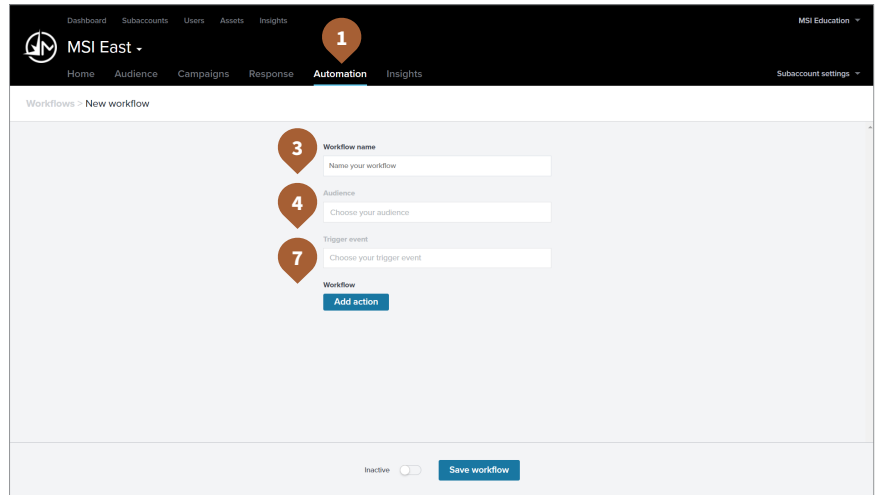 Dashboard Subaccounts Users Assets Insights MSI Education
1
MSI East
Home Audience Campaigns Response Automation Insights Subaccount settings
Workflows > New workflow
3 Workflow name
Name your workflow
4 Audience
Choose your audience
7 Trigger event
Choose your trigger event
Workflow
Add action
Inactive Save workflow